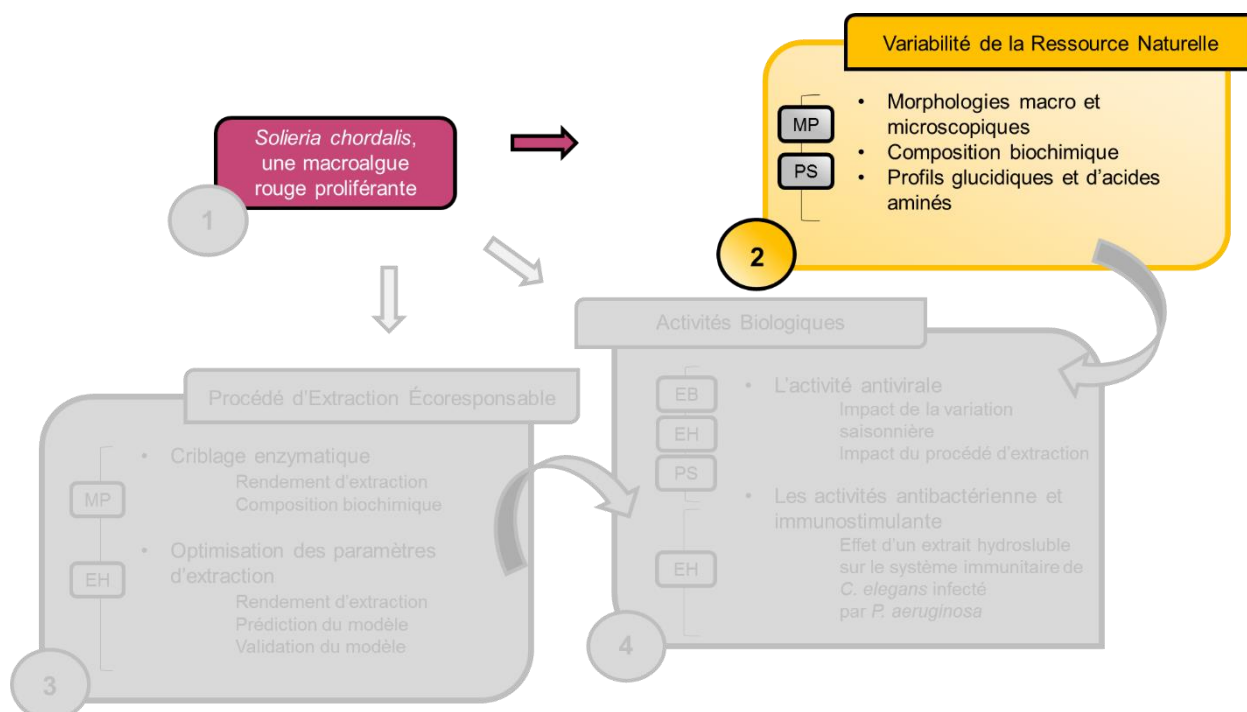 Variabilité de la Ressource Naturelle
MP
PS
• Morphologies macro et
microscopiques
• Composition biochimique
• Profils glucidiques et d'acides
aminés
2
Solieria chordalis,
une macroalgue
rouge proliférante
1
Activités Biologiques
EB
EH
PS
• L'activité antivirale
Impact de la variation
saisonnière
Impact du procédé d'extraction
• Les activités antibactérienne et
immunostimulante
EH
Effet d'un extrait hydrosluble
sur le système immunitaire de
C. elegans infecté
par P. aeruginosa
4
Procédé d'Extraction Écoresponsable
MP
• Criblage enzymatique
Rendement d'extraction
Composition biochimique
• Optimisation des paramètres
d'extraction
EH
Rendement d'extraction
Prédiction du modèle
Validation du modèle
3